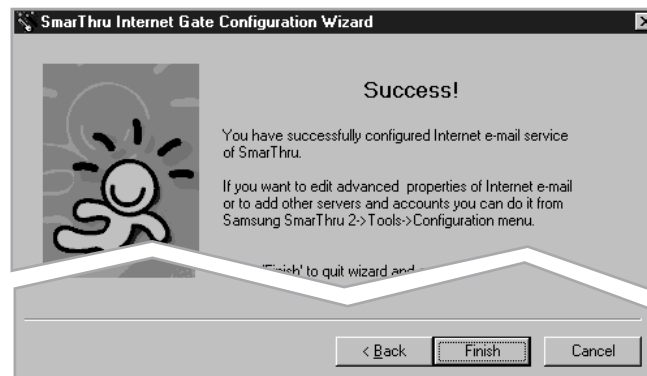 SmarThru Internet Gate Configuration Wizard
Success!
You have successfully configured Internet e-mail service
of SmarThru.
If you want to edit advanced properties of Internet e-mail
or to add other servers and accounts you can do it from
Samsung SmarThru 2->Tools->Configuration menu.
'Finish' to quit wizard and
< Back
Finish
Cancel